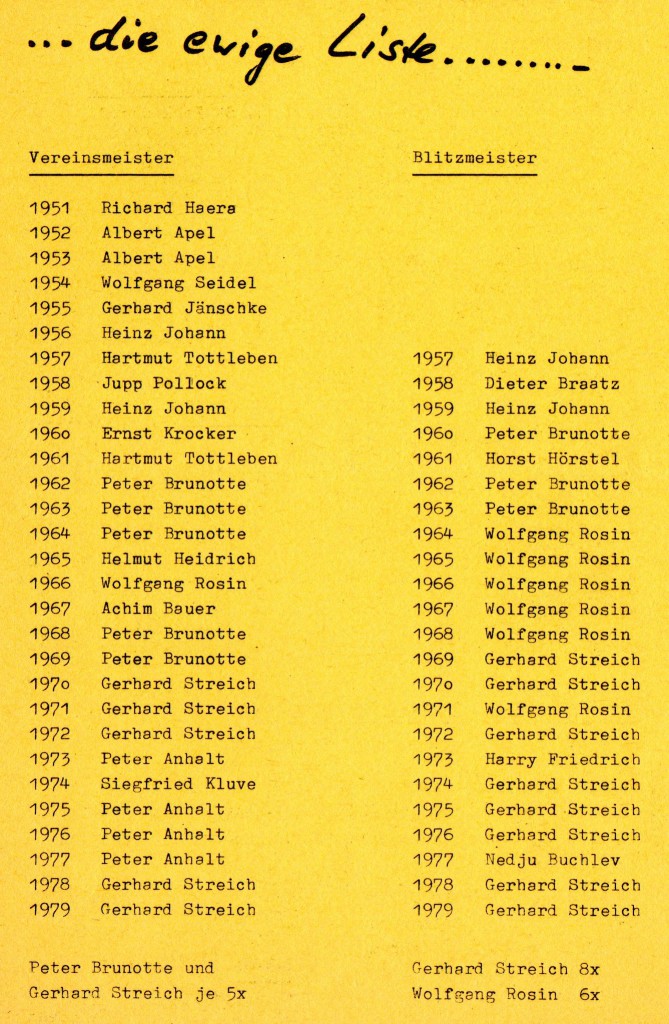 ... die ewige Liste.........
Vereinsmeister
1951 Richard Haera
1952 Albert Apel
1953 Albert Apel
1954 Wolfgang Seidel
1955 Gerhard Jänschke
1956 Heinz Johann
1957 Hartmut Tottleben
1958 Jupp Pollock
1959 Heinz Johann
196o Ernst Krocker
1961 Hartmut Tottleben
1962 Peter Brunotte
1963 Peter Brunotte
1964 Peter Brunotte
1965 Helmut Heidrich
1966 Wolfgang Rosin
1967 Achim Bauer
1968 Peter Brunotte
1969 Peter Brunotte
197o Gerhard Streich
1971 Gerhard Streich
1972 Gerhard Streich
1973 Peter Anhalt
1974 Siegfried Kluve
1975 Peter Anhalt
1976 Peter Anhalt
1977 Peter Anhalt
1978 Gerhard Streich
1979 Gerhard Streich
Peter Brunotte und
Gerhard Streich je 5x
Blitzmeister
1957 Heinz Johann
1958 Dieter Braatz
1959 Heinz Johann
196o Peter Brunotte
1961 Horst Hörstel
1962 Peter Brunotte
1963 Peter Brunotte
1964 Wolfgang Rosin
1965 Wolfgang Rosin
1966 Wolfgang Rosin
1967 Wolfgang Rosin
1968 Wolfgang Rosin
1969 Gerhard Streich
197o Gerhard Streich
1971 Wolfgang Rosin
1972 Gerhard Streich
1973 Harry Friedrich
1974 Gerhard Streich
1975 Gerhard Streich
1976 Gerhard Streich
1977 Nedju Buchlev
1978 Gerhard Streich
1979 Gerhard Streich
Gerhard Streich 8x
Wolfgang Rosin 6x